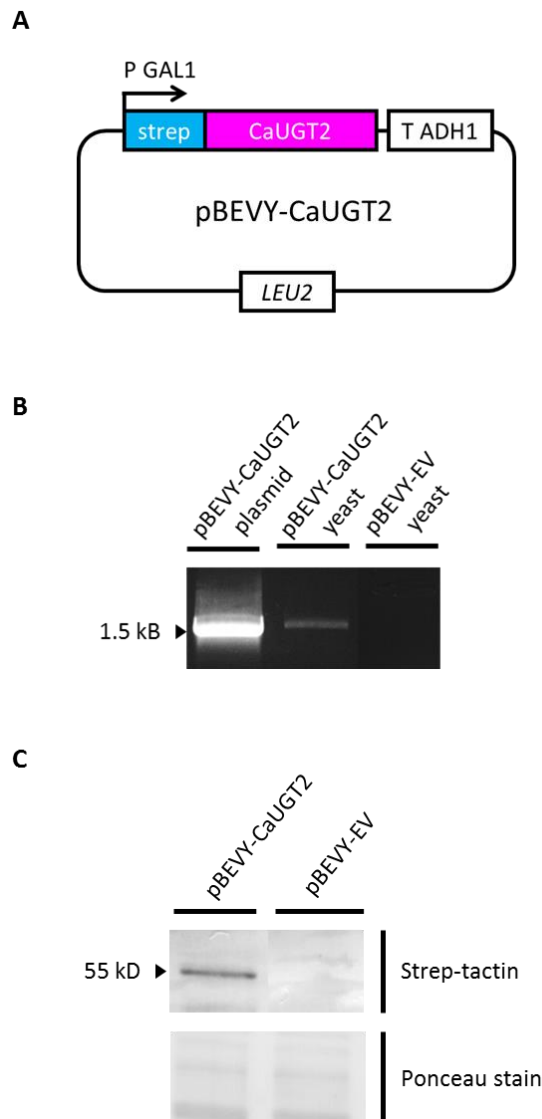 A
P GAL1
strep
CaUGT2
T ADH1
pBEVY-CaUGT2
LEU2
B
pBEVY-CaUGT2
plasmid
pBEVY-CaUGT2
yeast
pBEVY-EV
yeast
1.5 kB
C
pBEVY-CaUGT2
pBEVY-EV
55 kD
Strep-tactin
Ponceau stain